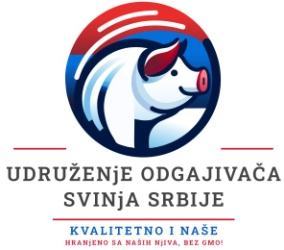 UDRUŽENjE ODGAJIVAČA
SVINjA SRBIJE
KVALITETNO I NAŠE
HRANjENO SA NAŠIH NjIVA, BEZ GMO!